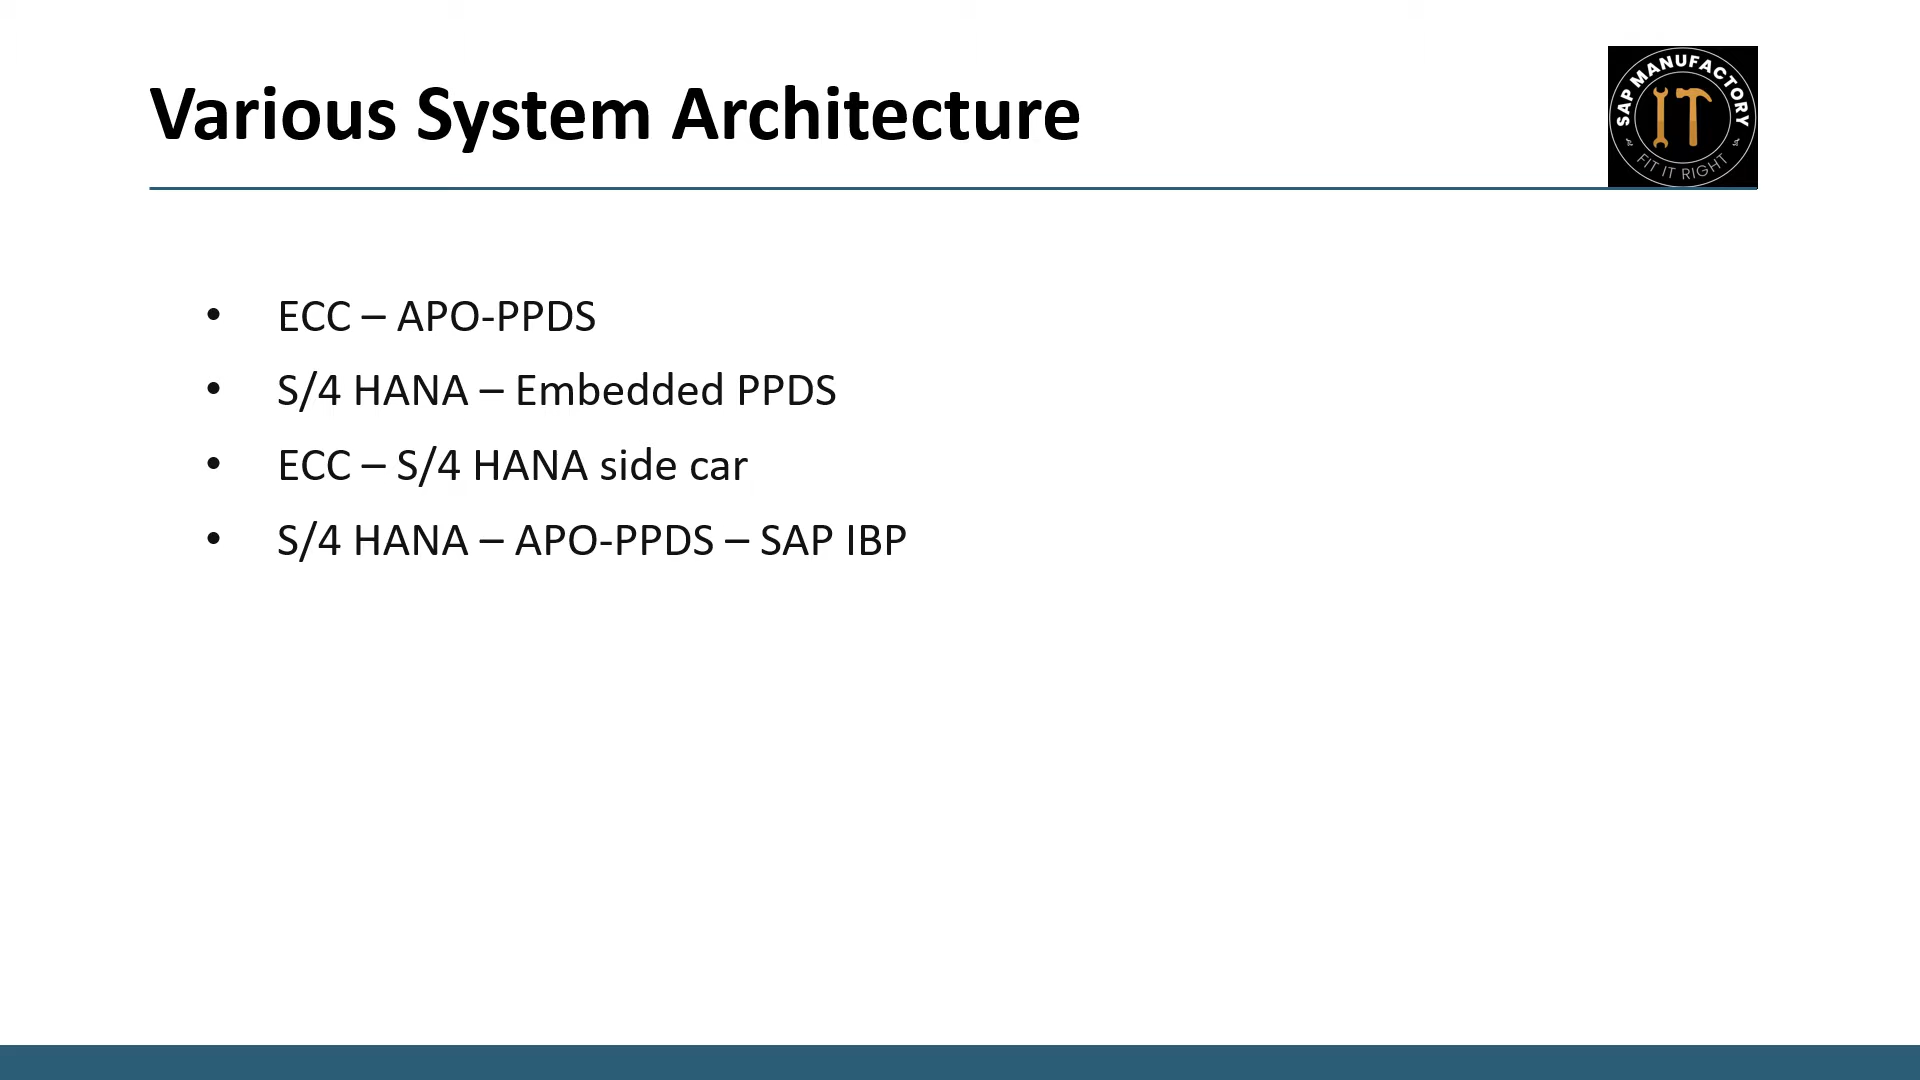 Various System Architecture
SAP MANUFACTORY
IT
FIT IT RIGHT
• ECC – APO-PPDS
• S/4 HANA – Embedded PPDS
• ECC – S/4 HANA side car
• S/4 HANA – APO-PPDS – SAP IBP